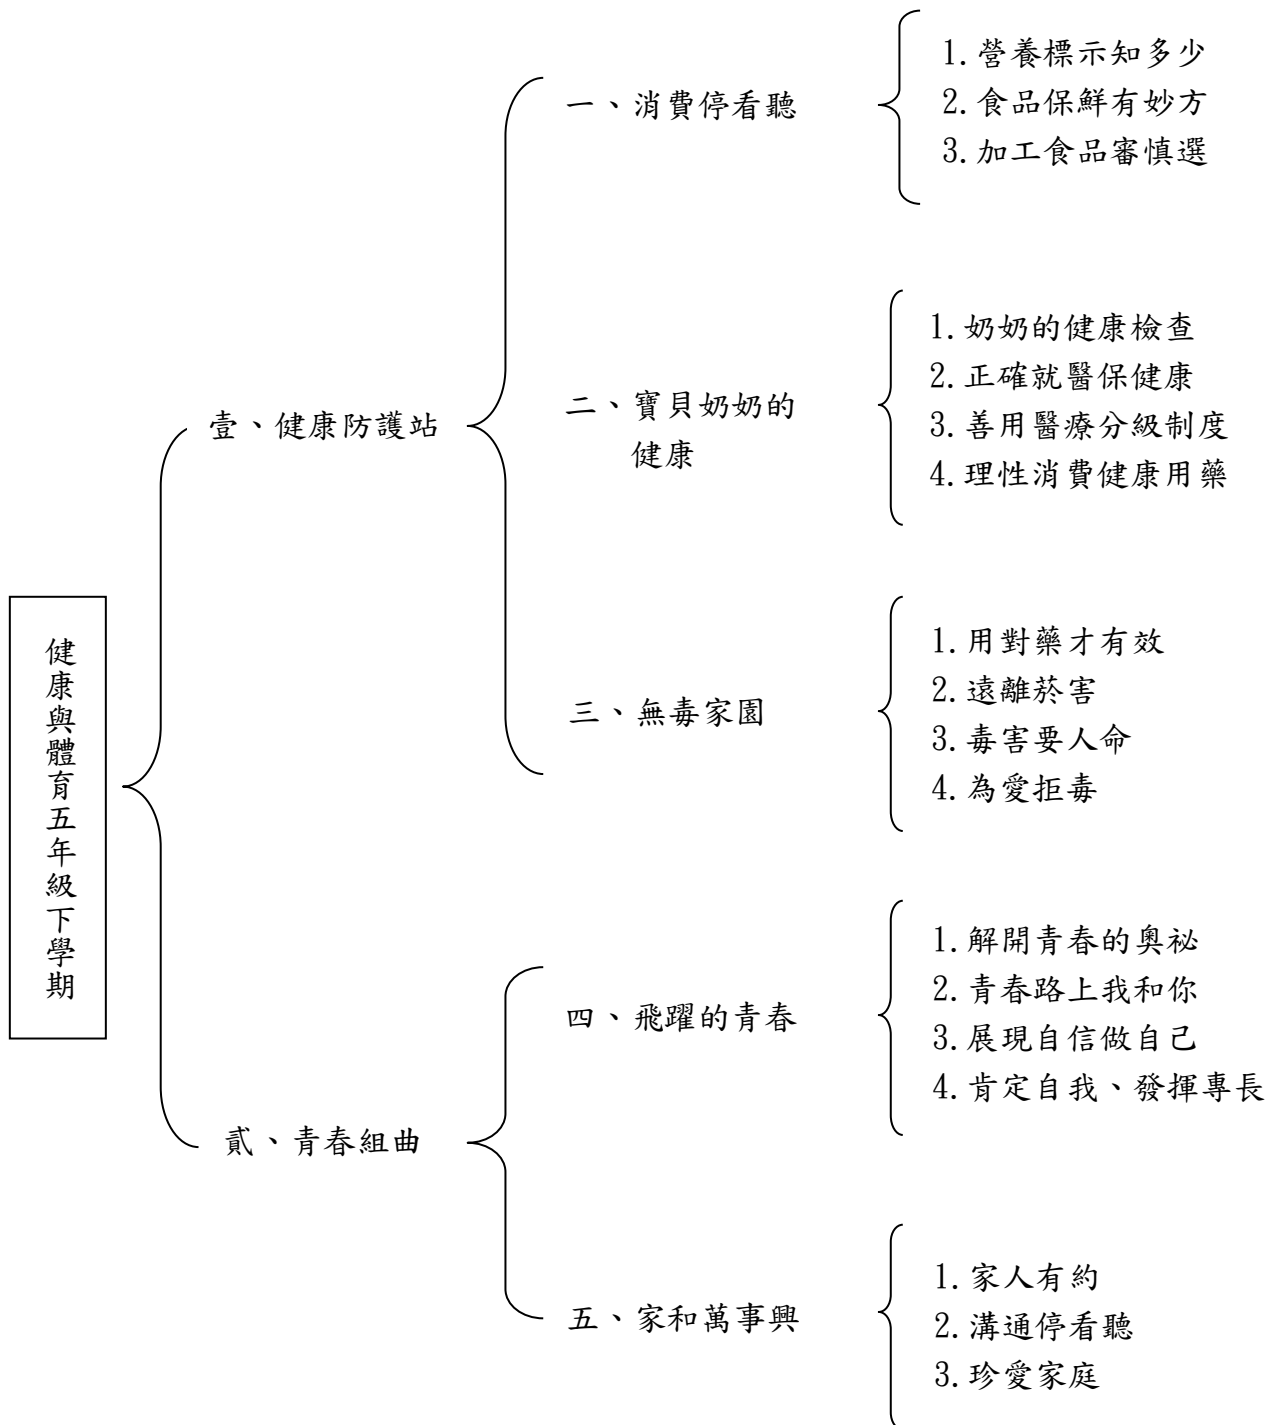 健康與體育五年級下學期
壹、健康防護站
一、消費停看聽
1.營養標示知多少
2.食品保鮮有妙方
3.加工食品審慎選
二、寶貝奶奶的
健康
1.奶奶的健康檢查
2.正確就醫保健康
3.善用醫療分級制度
4.理性消費健康用藥
三、無毒家園
1.用對藥才有效
2.遠離菸害
3.毒害要人命
4.為愛拒毒
貳、青春組曲
四、飛躍的青春
1.解開青春的奧祕
2.青春路上我和你
3.展現自信做自己
4.肯定自我、發揮專長
五、家和萬事興
1.家人有約
2.溝通停看聽
3.珍愛家庭